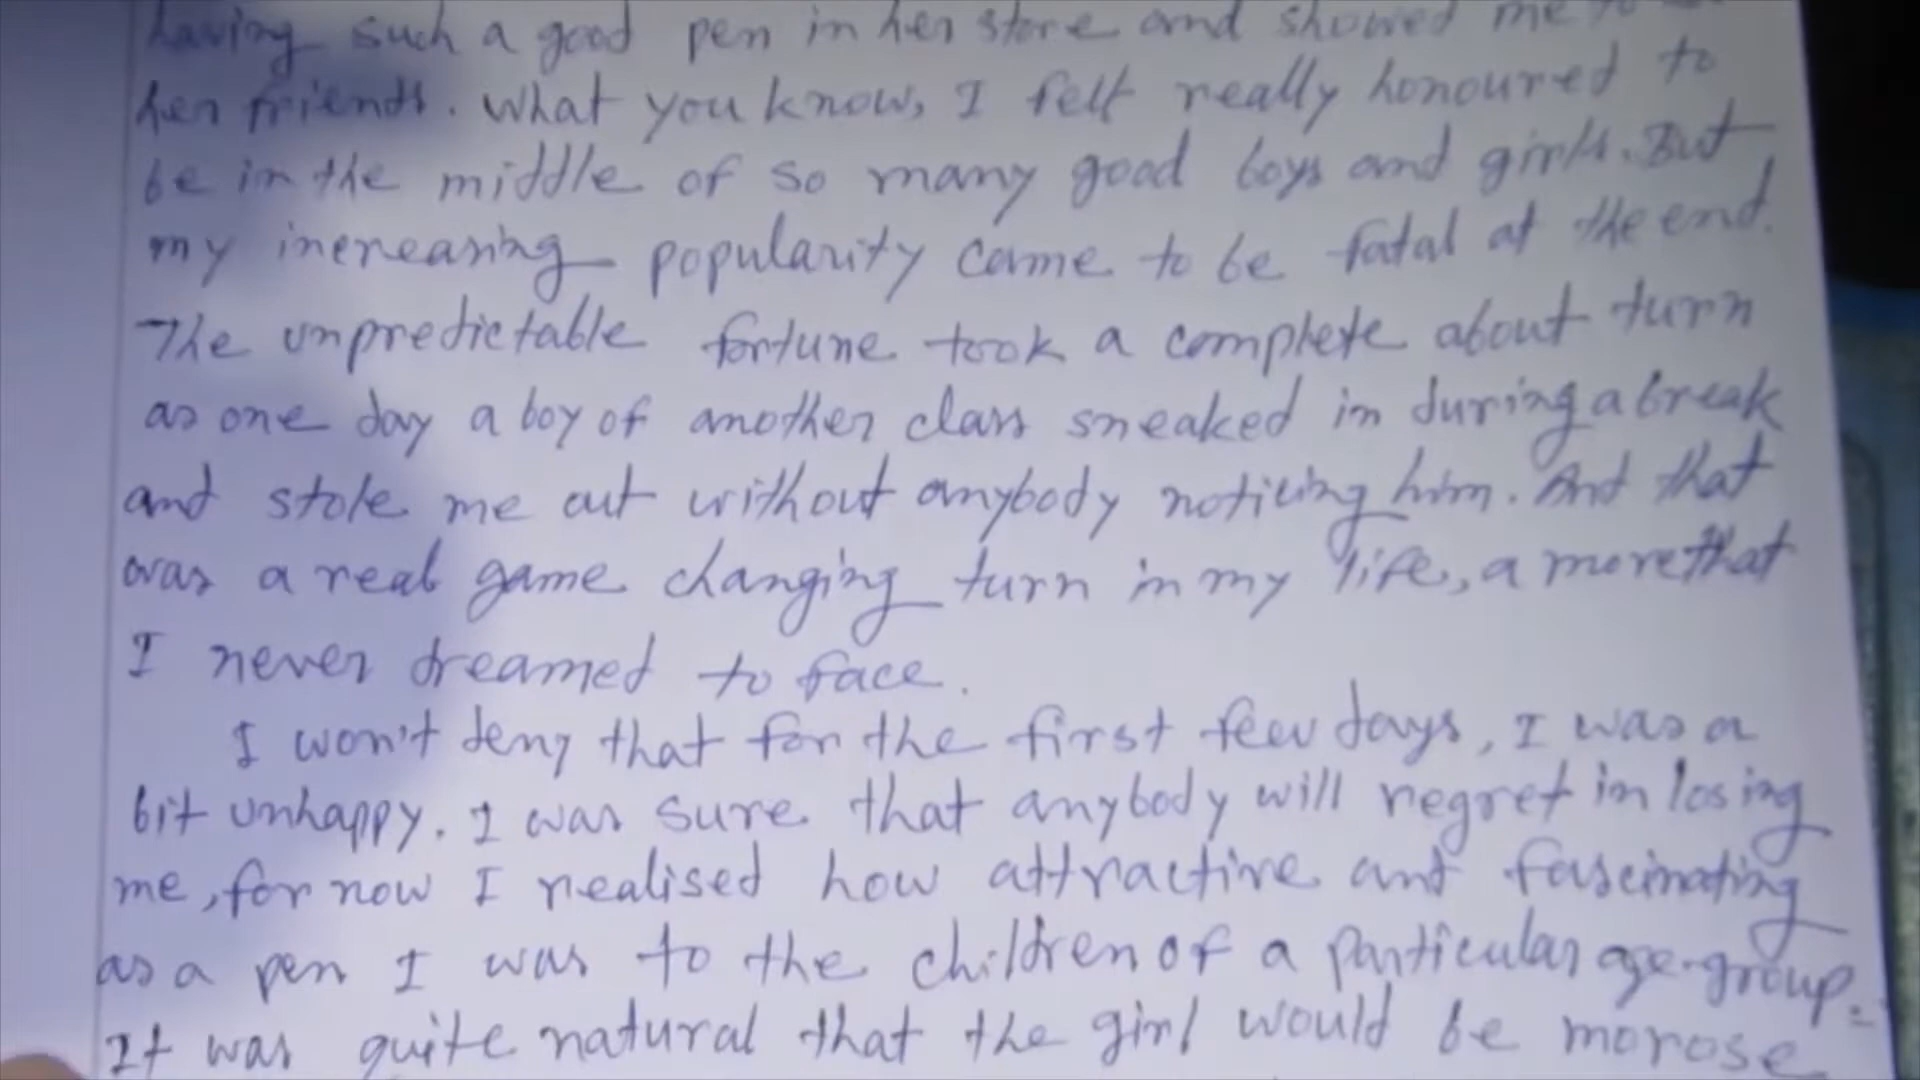 having such a good pen in her store and showed me to
her friends. What you know, I felt really honoured to
be in the middle of so many good boys and girls. But
my increasing popularity came to be fatal at the end.
The unpredictable fortune took a complete about turn
as one day a boy of another class sneaked in during a break
and stole me out without anybody noticing him. And that
was a real game changing turn in my life, a more that
I never dreamed to face.
I won't deny that for the first few days, I was a
bit unhappy. I was sure that anybody will regret in losing
me, for now I realised how attractive and fascinating
as a pen I was to the children of a particular age-group.
It was quite natural that the girl would be morose